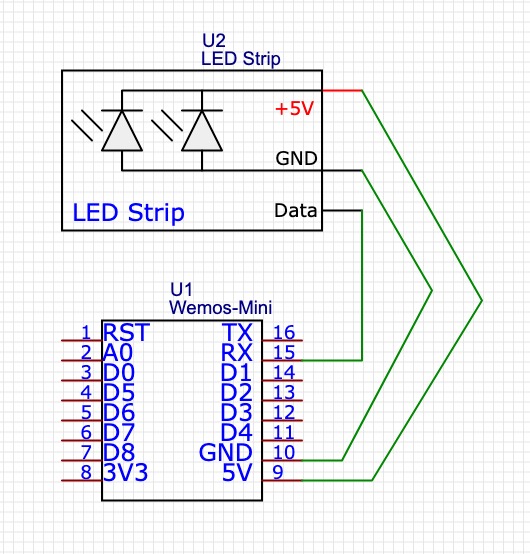 U2
LED Strip
+5V
GND
LED Strip
Data
U1
Wemos-Mini
1 RST TX 16
2 A0 RX 15
3 D0 D1 14
4 D5 D2 13
5 D6 D3 12
6 D7 D4 11
7 D8 GND 10
8 3V3 5V 9